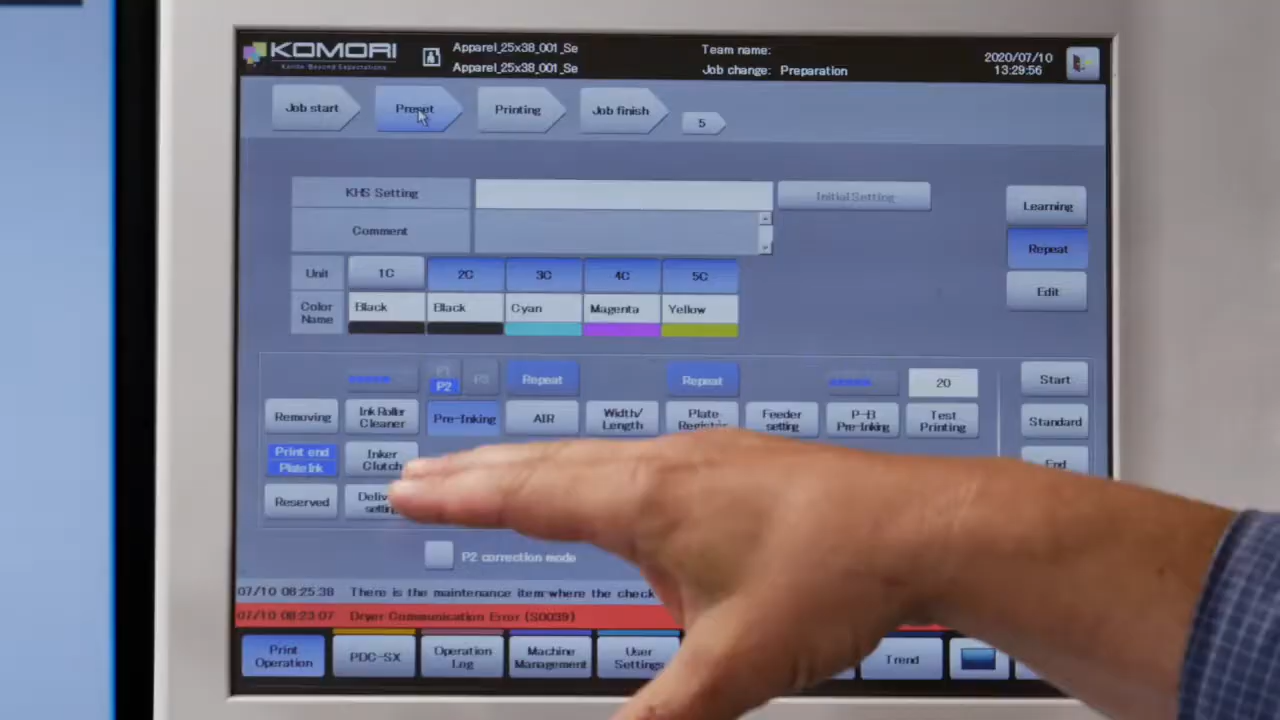 KOMORI
Kando. Beyond Expectations
Apparel_25x38_001_Se
Apparel_25x38_001_Se
Team name:
Job change: Preparation
2020/07/10
13:29:56
Job start
Preset
Printing
Job finish
5
KHS Setting
Initial Setting
Comment
Learning
Repeat
Edit
Unit
1C
2C
3C
4C
5C
Color
Name
Black
Black
Cyan
Magenta
Yellow
P2
Repeat
Repeat
20
Start
Removing
Ink Roller
Cleaner
Pre-Inking
AIR
Width/
Length
Plate
Register
Feeder
setting
P-B
Pre-Inking
Test
Printing
Standard
Print end
Plate Ink
Inker
Clutch
End
Reserved
P2 correction mode
07/10 08:25:38 There is the maintenance item where the check
07/10 08:23:07 Dryer Communication Error (S0039)
Print
Operation
PDC-SX
Operation
Log
Machine
Management
User
Settings
Trend